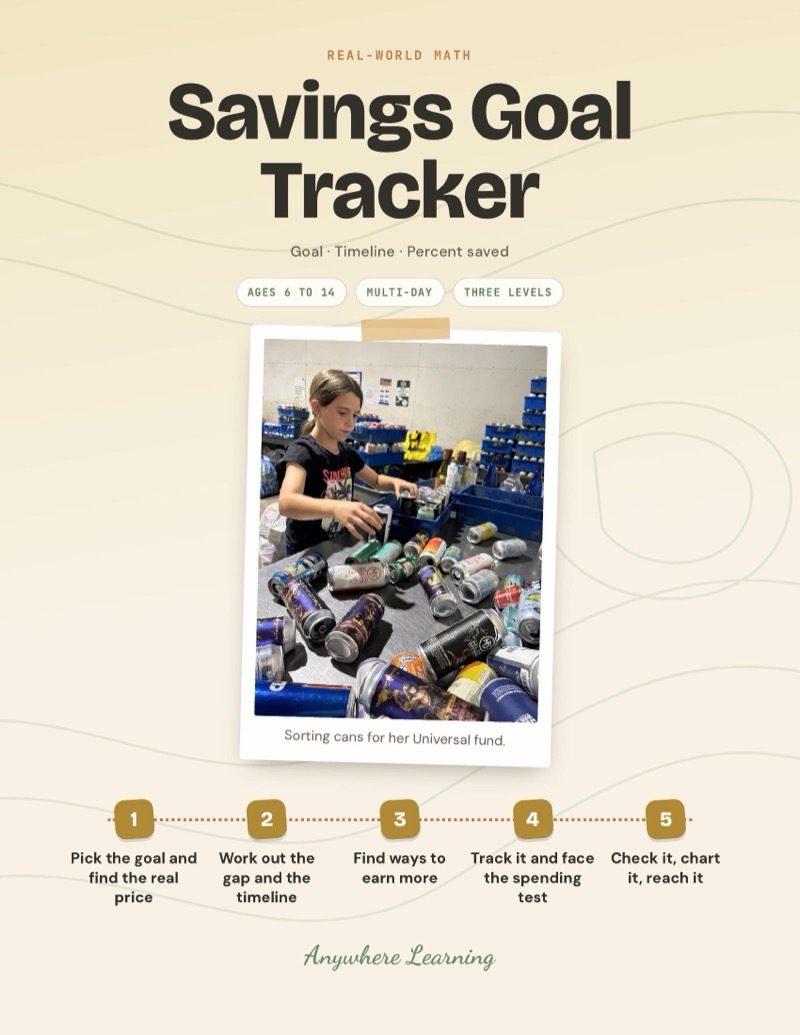 REAL-WORLD MATH
Savings Goal
Tracker
Goal · Timeline · Percent saved
AGES 6 TO 14
MULTI-DAY
THREE LEVELS
Sorting cans for her Universal fund.
1
2
3
4
5
Pick the goal and
find the real
price
Work out the
gap and the
timeline
Find ways to
earn more
Track it and face
the spending
test
Check it, chart
it, reach it
Anywhere Learning